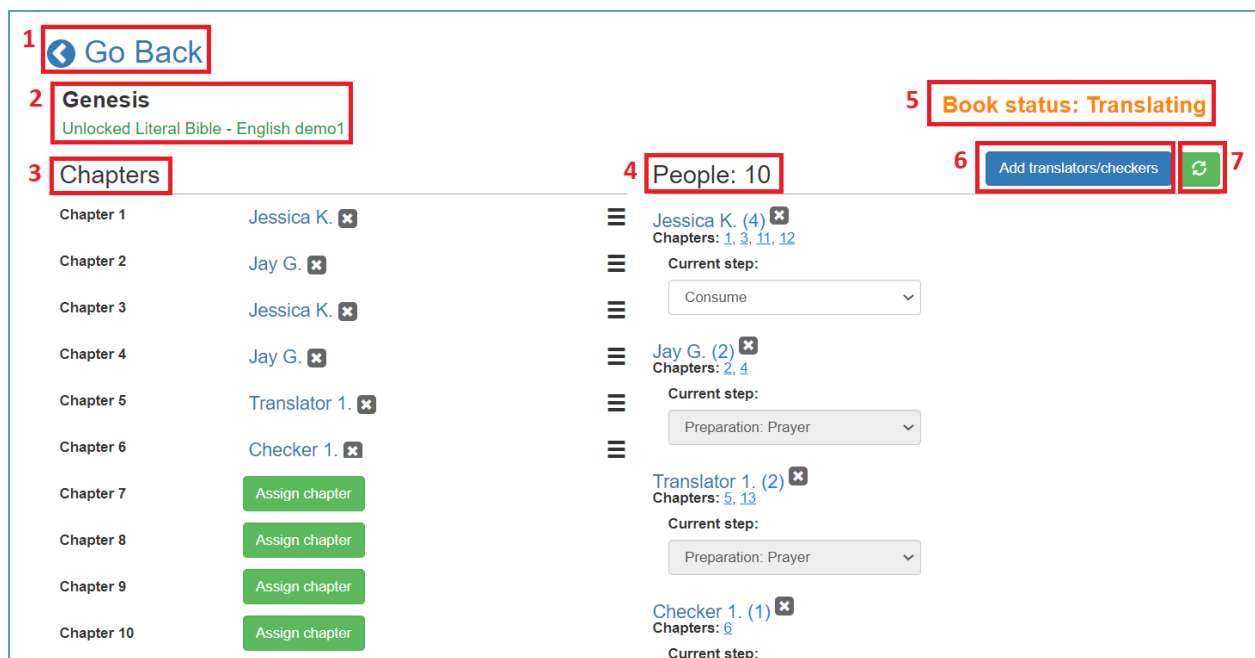 1 Go Back
2 Genesis
Unlocked Literal Bible - English demo1
5 Book status: Translating
3 Chapters
4 People: 10
6 Add translators/checkers 7
Chapter 1 Jessica K.
Chapter 2 Jay G.
Chapter 3 Jessica K.
Chapter 4 Jay G.
Chapter 5 Translator 1.
Chapter 6 Checker 1.
Chapter 7 Assign chapter
Chapter 8 Assign chapter
Chapter 9 Assign chapter
Chapter 10 Assign chapter
Jessica K. (4)
Chapters: 1, 3, 11, 12
Current step:
Consume
Jay G. (2)
Chapters: 2, 4
Current step:
Preparation: Prayer
Translator 1. (2)
Chapters: 5, 13
Current step:
Preparation: Prayer
Checker 1. (1)
Chapters: 6
Current step: